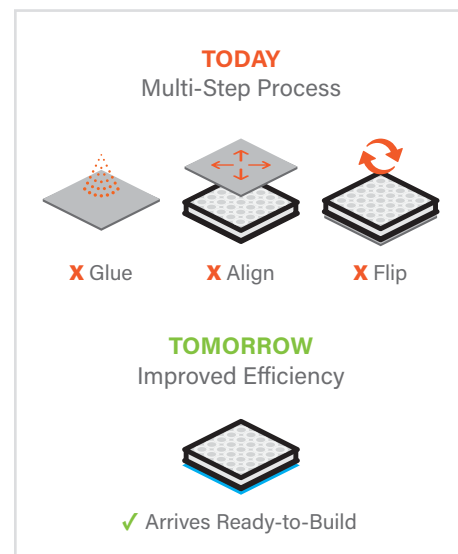 TODAY
Multi-Step Process
X Glue
X Align
X Flip
TOMORROW
Improved Efficiency
✓ Arrives Ready-to-Build